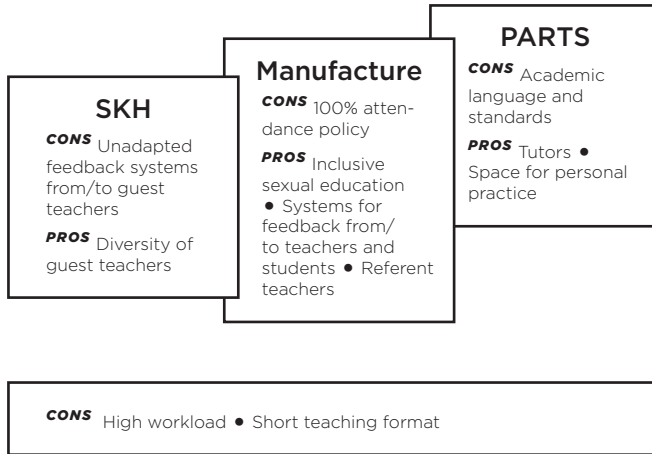 SKH
CONS Unadapted
feedback systems
from/to guest
teachers
PROS Diversity of
guest teachers
Manufacture
CONS 100% atten-
dance policy
PROS Inclusive
sexual education
● Systems for
feedback from/
to teachers and
students ● Referent
teachers
PARTS
CONS Academic
language and
standards
PROS Tutors ●
Space for personal
practice
CONS High workload ● Short teaching format